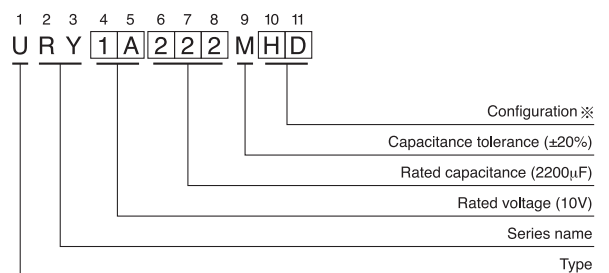 1 2 3 4 5 6 7 8 9 10 11
U R Y 1 A 2 2 2 M H D
Configuration ※
Capacitance tolerance (±20%)
Rated capacitance (2200µF)
Rated voltage (10V)
Series name
Type